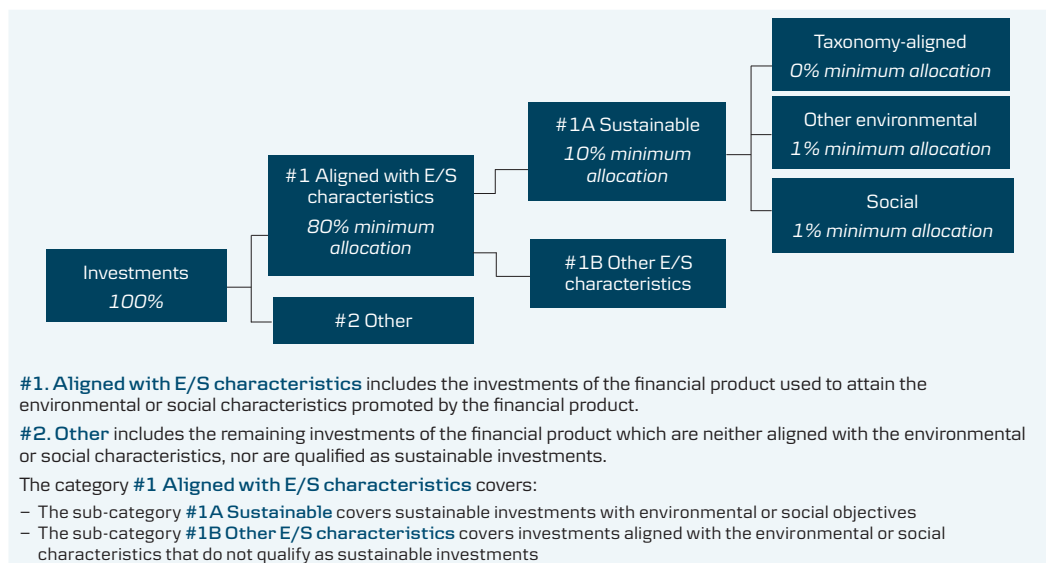 Taxonomy-aligned
0% minimum allocation
#1A Sustainable
10% minimum
allocation
Other environmental
1% minimum allocation
#1 Aligned with E/S
characteristics
80% minimum
allocation
Social
1% minimum allocation
Investments
100%
#1B Other E/S
characteristics
#2 Other
#1. Aligned with E/S characteristics includes the investments of the financial product used to attain the
environmental or social characteristics promoted by the financial product.
#2. Other includes the remaining investments of the financial product which are neither aligned with the environmental
or social characteristics, nor are qualified as sustainable investments.
The category #1 Aligned with E/S characteristics covers:
– The sub-category #1A Sustainable covers sustainable investments with environmental or social objectives
– The sub-category #1B Other E/S characteristics covers investments aligned with the environmental or social
characteristics that do not qualify as sustainable investments